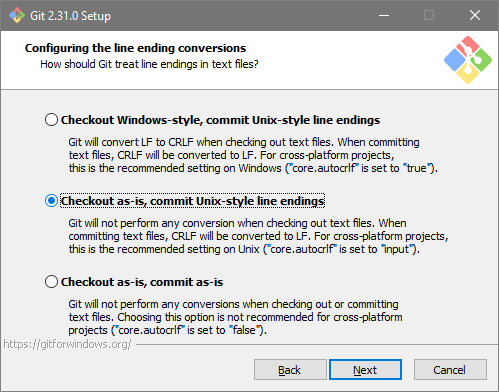 Git 2.31.0 Setup
Configuring the line ending conversions
How should Git treat line endings in text files?
Checkout Windows-style, commit Unix-style line endings
Git will convert LF to CRLF when checking out text files. When committing
text files, CRLF will be converted to LF. For cross-platform projects,
this is the recommended setting on Windows ("core.autocrlf" is set to "true").
Checkout as-is, commit Unix-style line endings
Git will not perform any conversion when checking out text files. When
committing text files, CRLF will be converted to LF. For cross-platform projects,
this is the recommended setting on Unix ("core.autocrlf" is set to "input").
Checkout as-is, commit as-is
Git will not perform any conversions when checking out or committing
text files. Choosing this option is not recommended for cross-platform
projects ("core.autocrlf" is set to "false").
https://gitforwindows.org/
Back
Next
Cancel